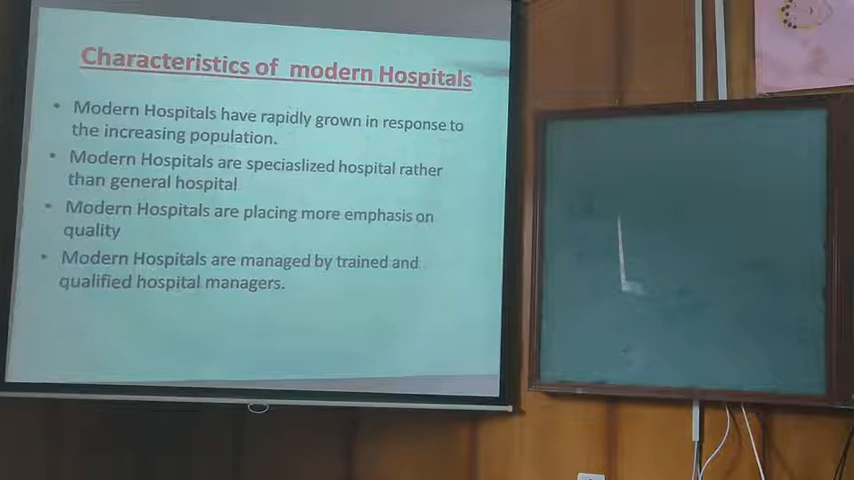 Characteristics of modern Hospitals
• Modern Hospitals have rapidly grown in response to
the increasing population.
• Modern Hospitals are speciaslized hospital rather
than general hospital
• Modern Hospitals are placing more emphasis on
quality
• Modern Hospitals are managed by trained and
qualified hospital managers.